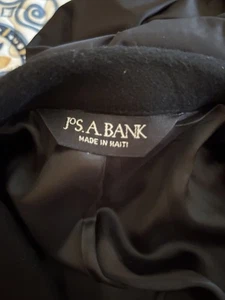 JOS. A. BANK
MADE IN HAITI